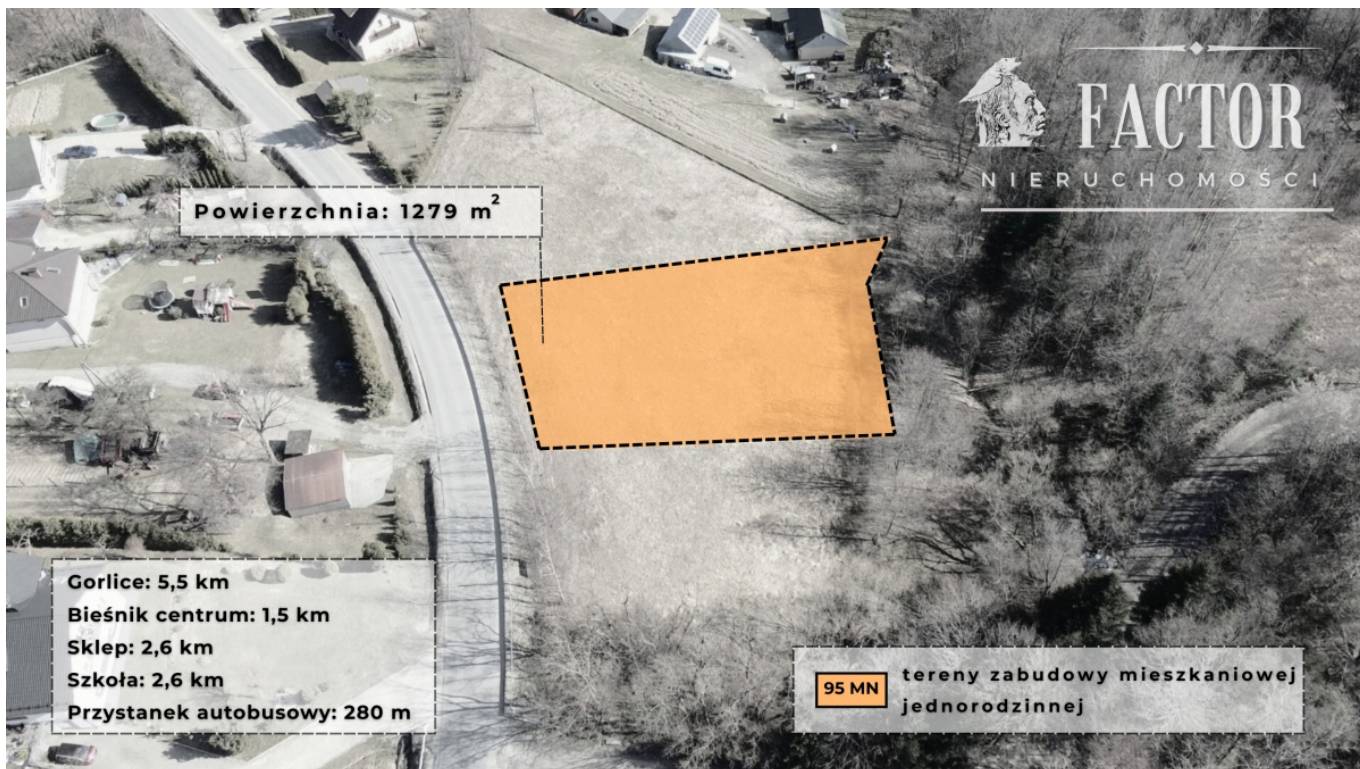 FACTOR
NIERUCHOMOŚCI
Powierzchnia: 1279 m²
Gorlice: 5,5 km
Bieśnik centrum: 1,5 km
Sklep: 2,6 km
Szkoła: 2,6 km
Przystanek autobusowy: 280 m
95 MN
tereny zabudowy mieszkaniowej
jednorodzinnej